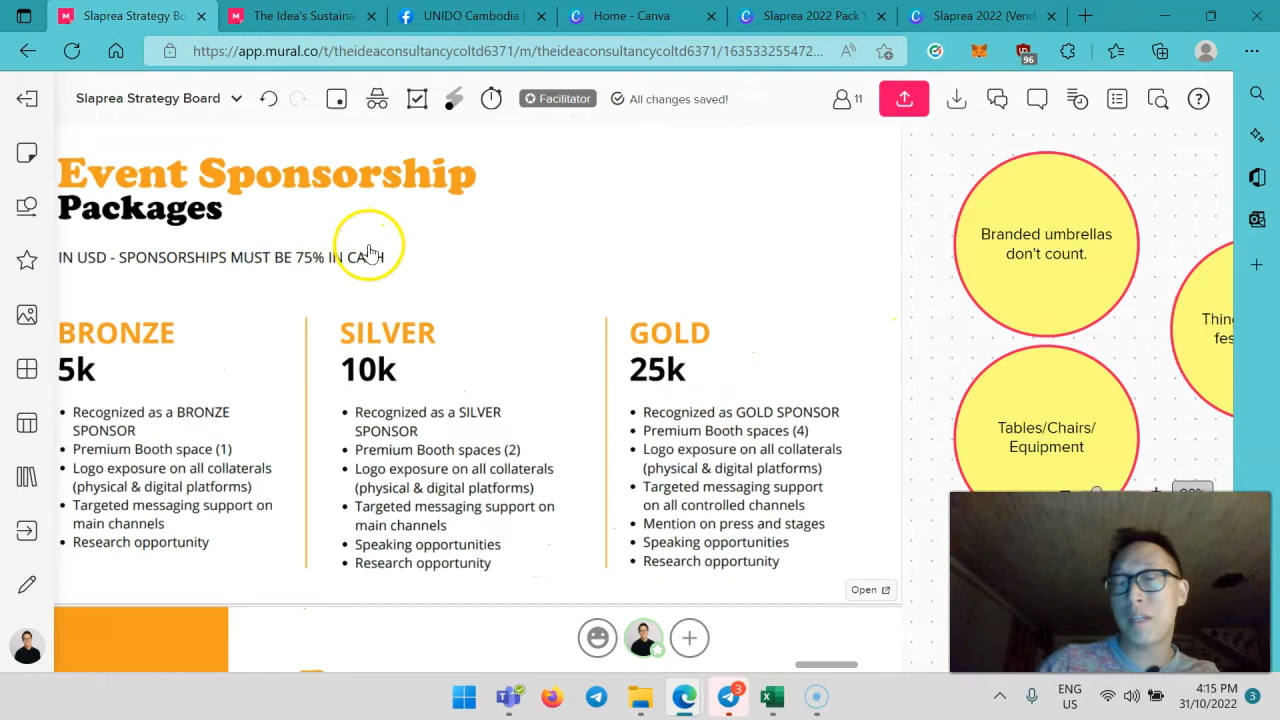 Slaprea Strategy Board
The Idea's Sustaina
UNIDO Cambodia |
Home - Canva
Slaprea 2022 Pack
Slaprea 2022 (Vend
https://app.mural.co/t/theideaconsultancycoltd6371/m/theideaconsultancycoltd6371/163533255472...
96
Slaprea Strategy Board
Facilitator
All changes saved!
11
Event Sponsorship
Packages
IN USD - SPONSORSHIPS MUST BE 75% IN CASH
BRONZE
5k
• Recognized as a BRONZE
SPONSOR
• Premium Booth space (1)
• Logo exposure on all collaterals
(physical & digital platforms)
• Targeted messaging support on
main channels
• Research opportunity
SILVER
10k
• Recognized as a SILVER
SPONSOR
• Premium Booth spaces (2)
• Logo exposure on all collaterals
(physical & digital platforms)
• Targeted messaging support on
main channels
• Speaking opportunities
• Research opportunity
GOLD
25k
• Recognized as GOLD SPONSOR
• Premium Booth spaces (4)
• Logo exposure on all collaterals
(physical & digital platforms)
• Targeted messaging support
on all controlled channels
• Mention on press and stages
• Speaking opportunities
• Research opportunity
Open
Branded umbrellas
don't count.
Thin
fes
Tables/Chairs/
Equipment
3
ENG
US
4:15 PM
31/10/2022
3